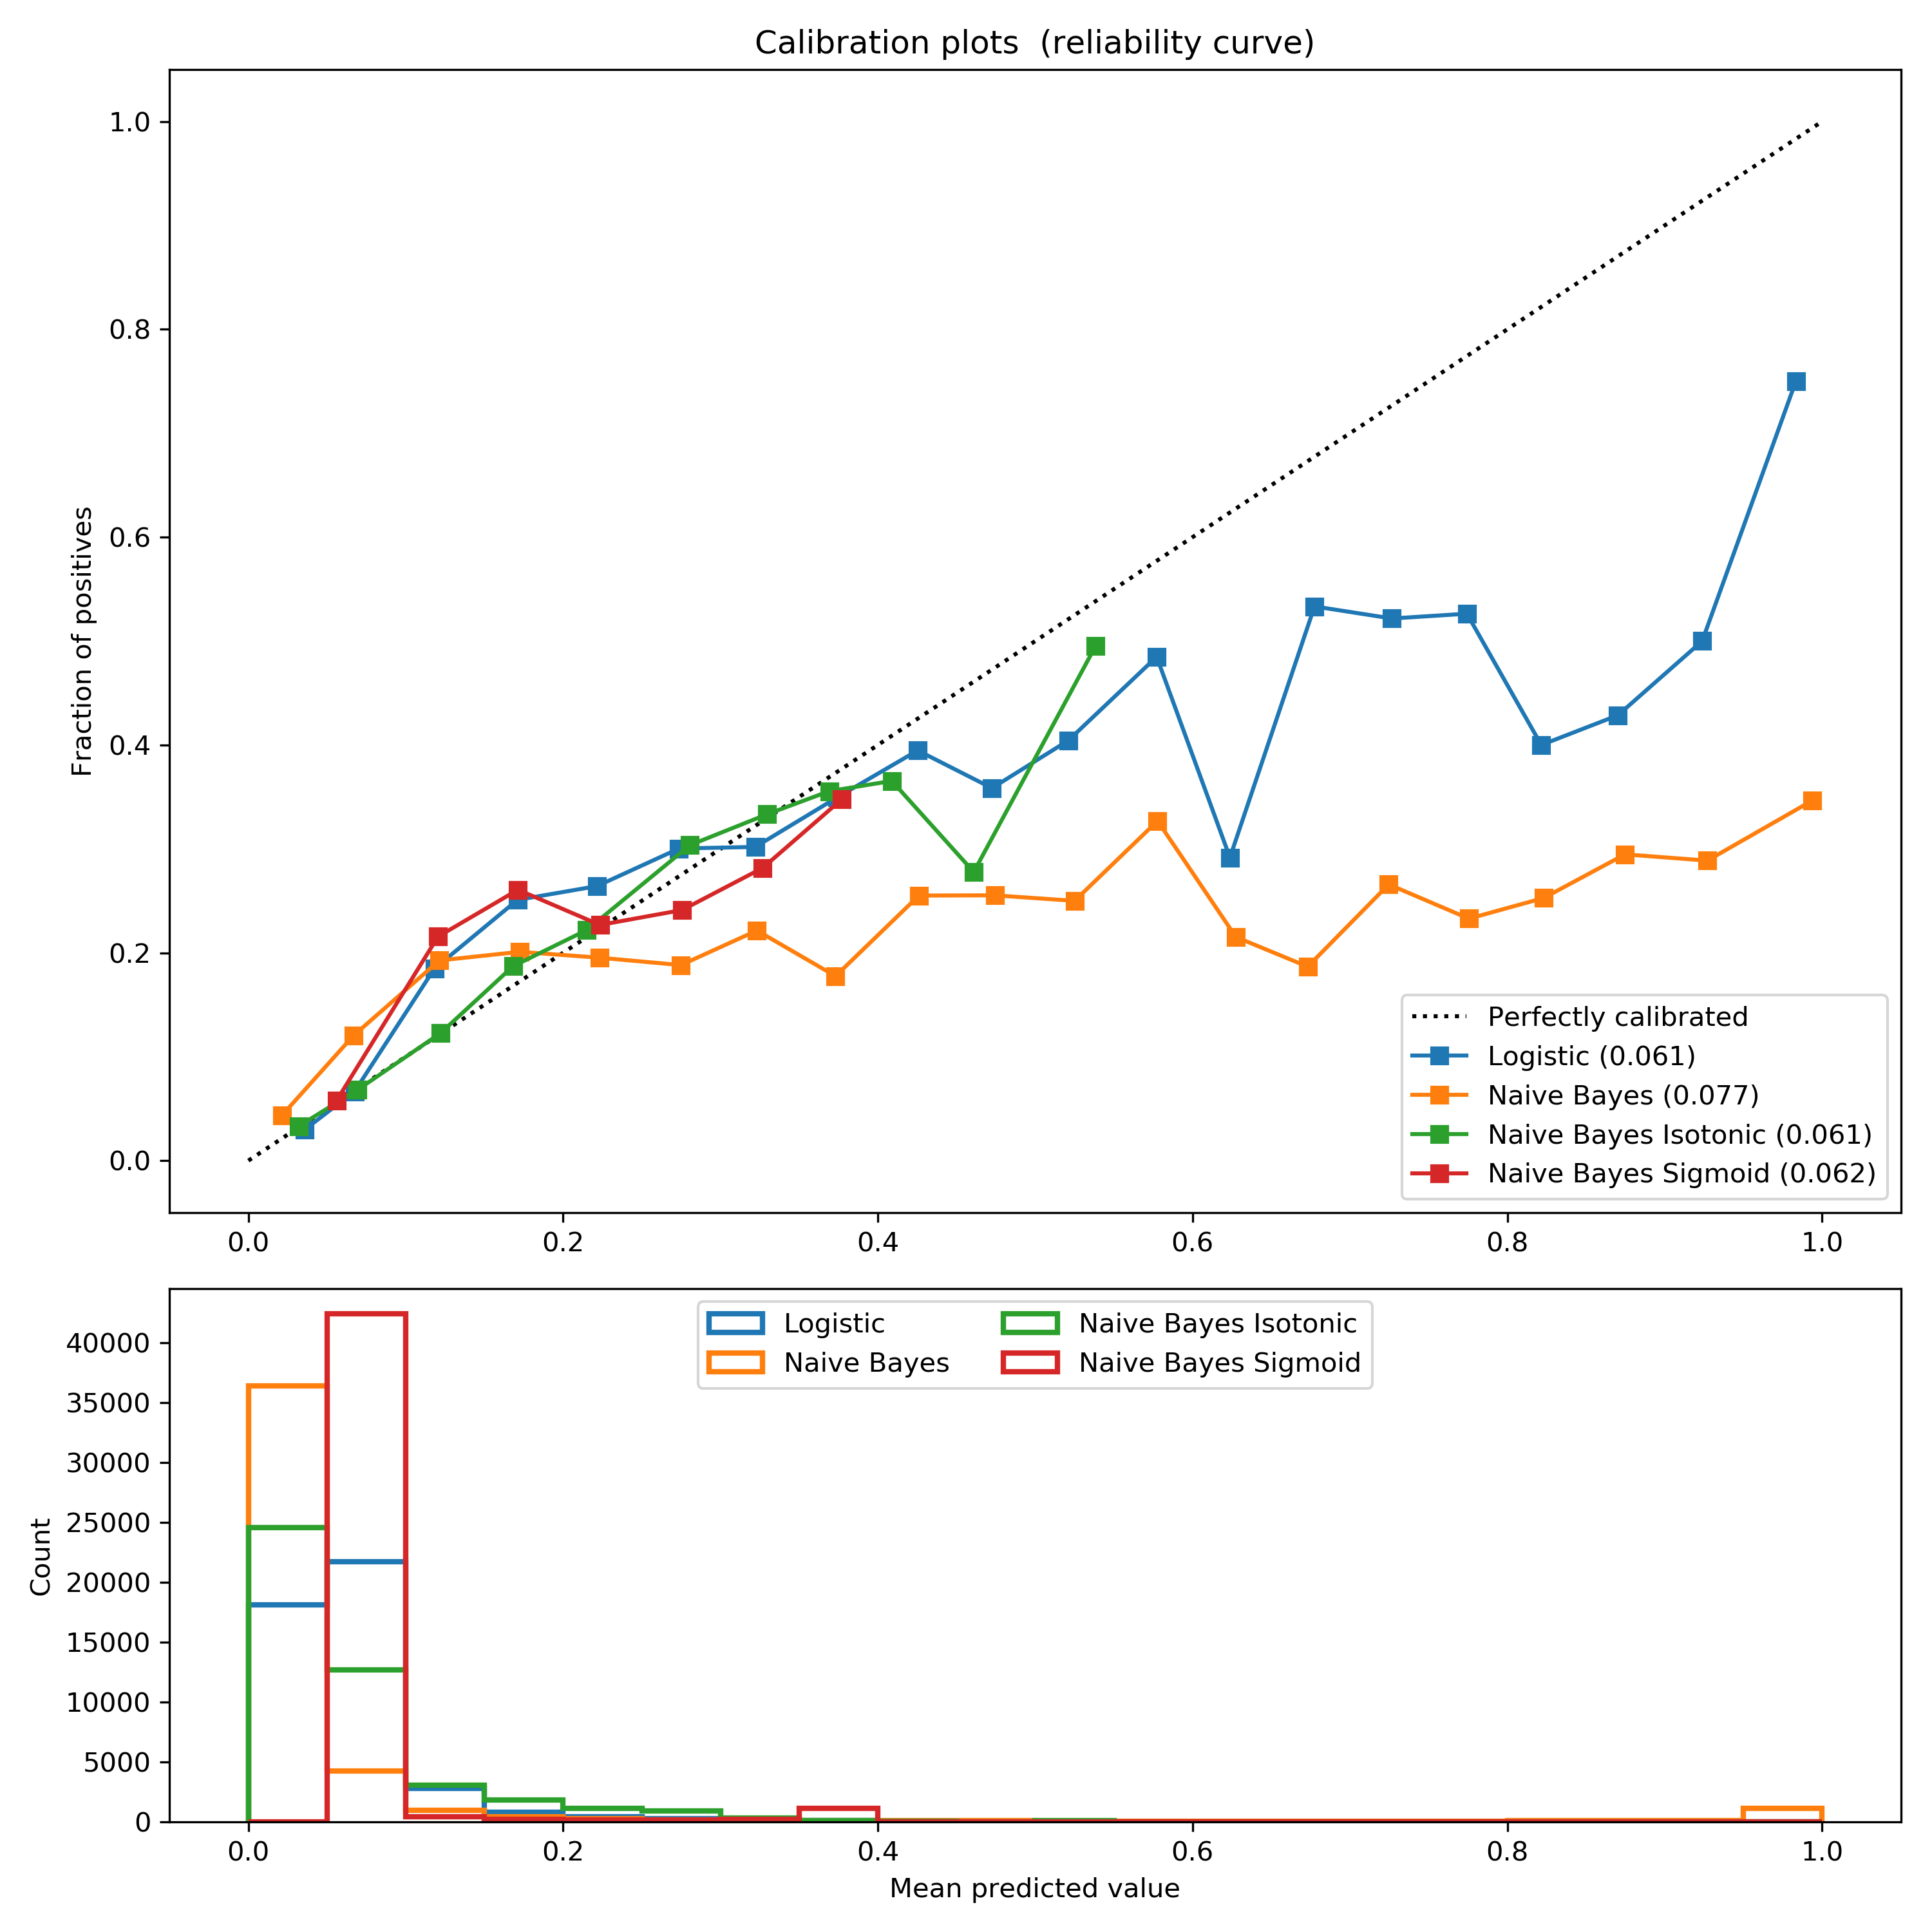 Calibration plots  (reliability curve)
1.0
0.8
0.6
0.4
0.2
0.0
Fraction of positives
Perfectly calibrated
Logistic (0.061)
Naive Bayes (0.077)
Naive Bayes Isotonic (0.061)
Naive Bayes Sigmoid (0.062)
0.0 0.2 0.4 0.6 0.8 1.0
Logistic Naive Bayes Isotonic
Naive Bayes Naive Bayes Sigmoid
40000
35000
30000
25000
20000
15000
10000
5000
0
Count
0.0 0.2 0.4 0.6 0.8 1.0
Mean predicted value